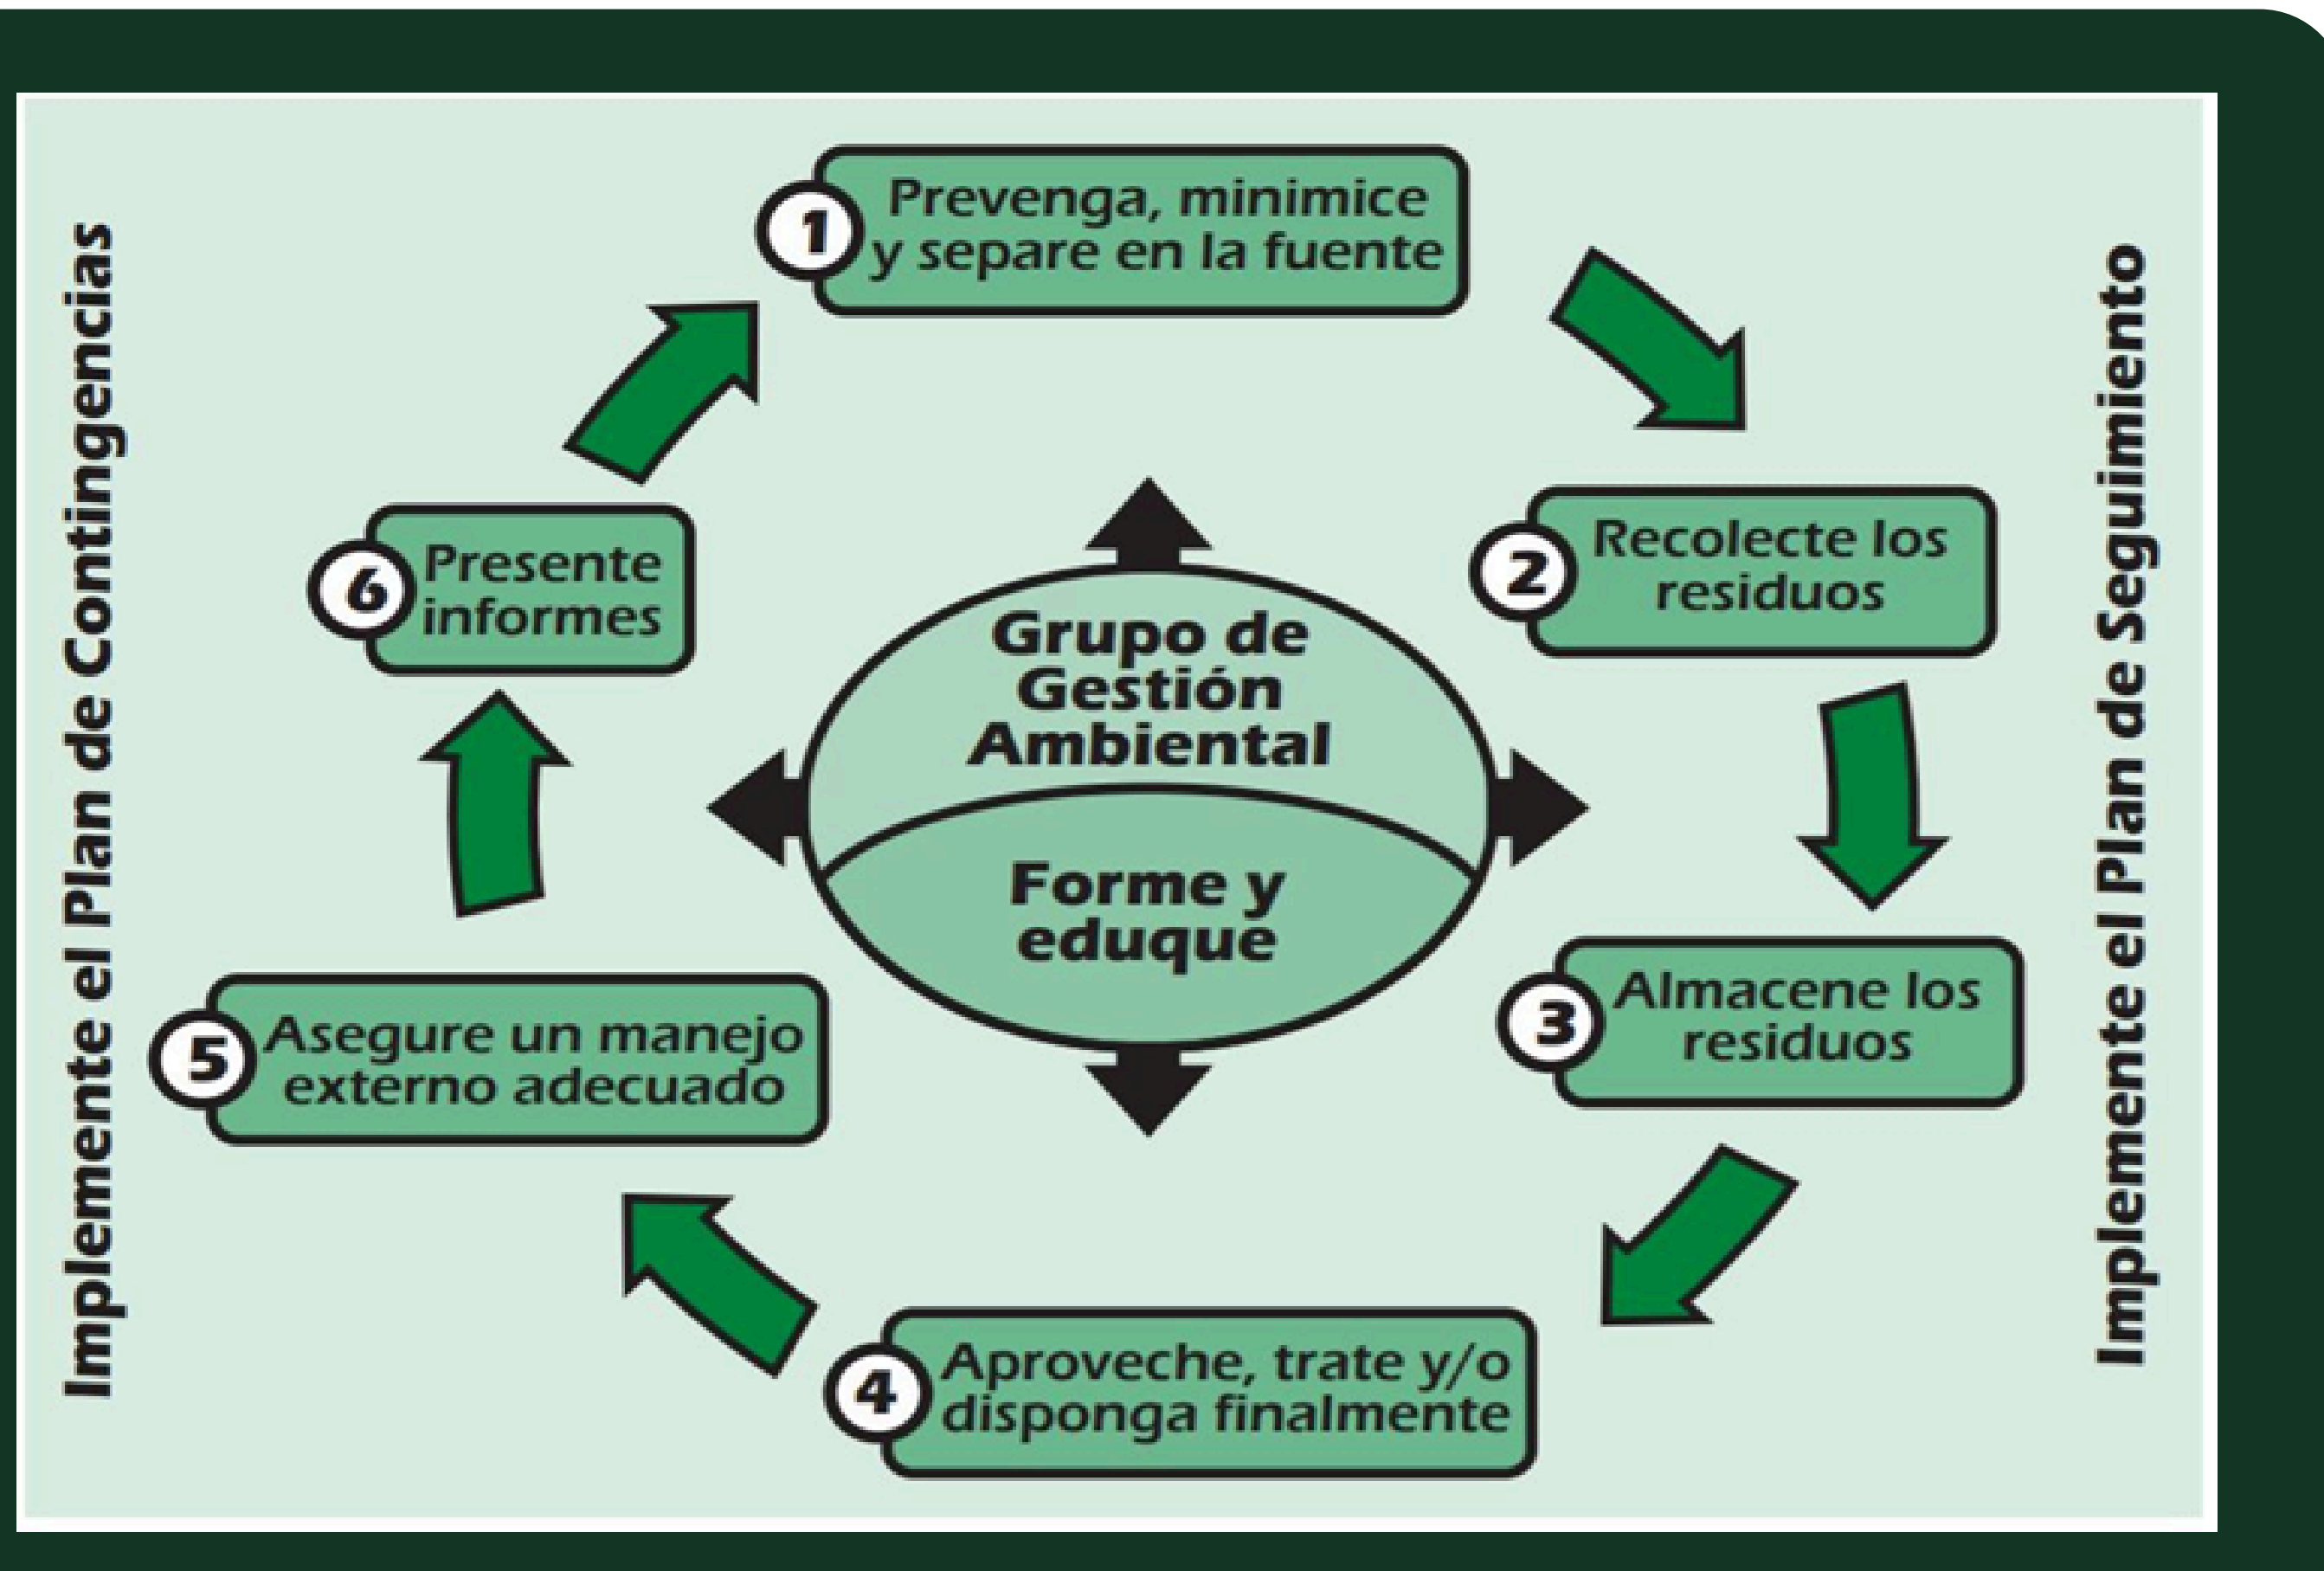 Implemente el Plan de Contingencias
1
Prevenga, minimice
y separe en la fuente
2
Recolecte los
residuos
3
Almacene los
residuos
4
Aproveche, trate y/o
disponga finalmente
5
Asegure un manejo
externo adecuado
6
Presente
informes
Grupo de
Gestión
Ambiental
Forme y
eduque
Implemente el Plan de Seguimiento